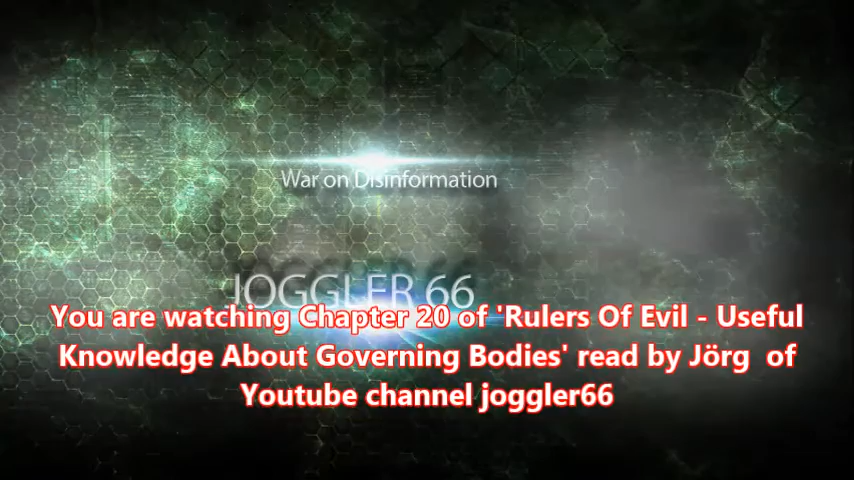 War on Disinformation
JOGGLER 66
You are watching Chapter 20 of 'Rulers Of Evil - Useful
Knowledge About Governing Bodies' read by Jörg of
Youtube channel joggler66